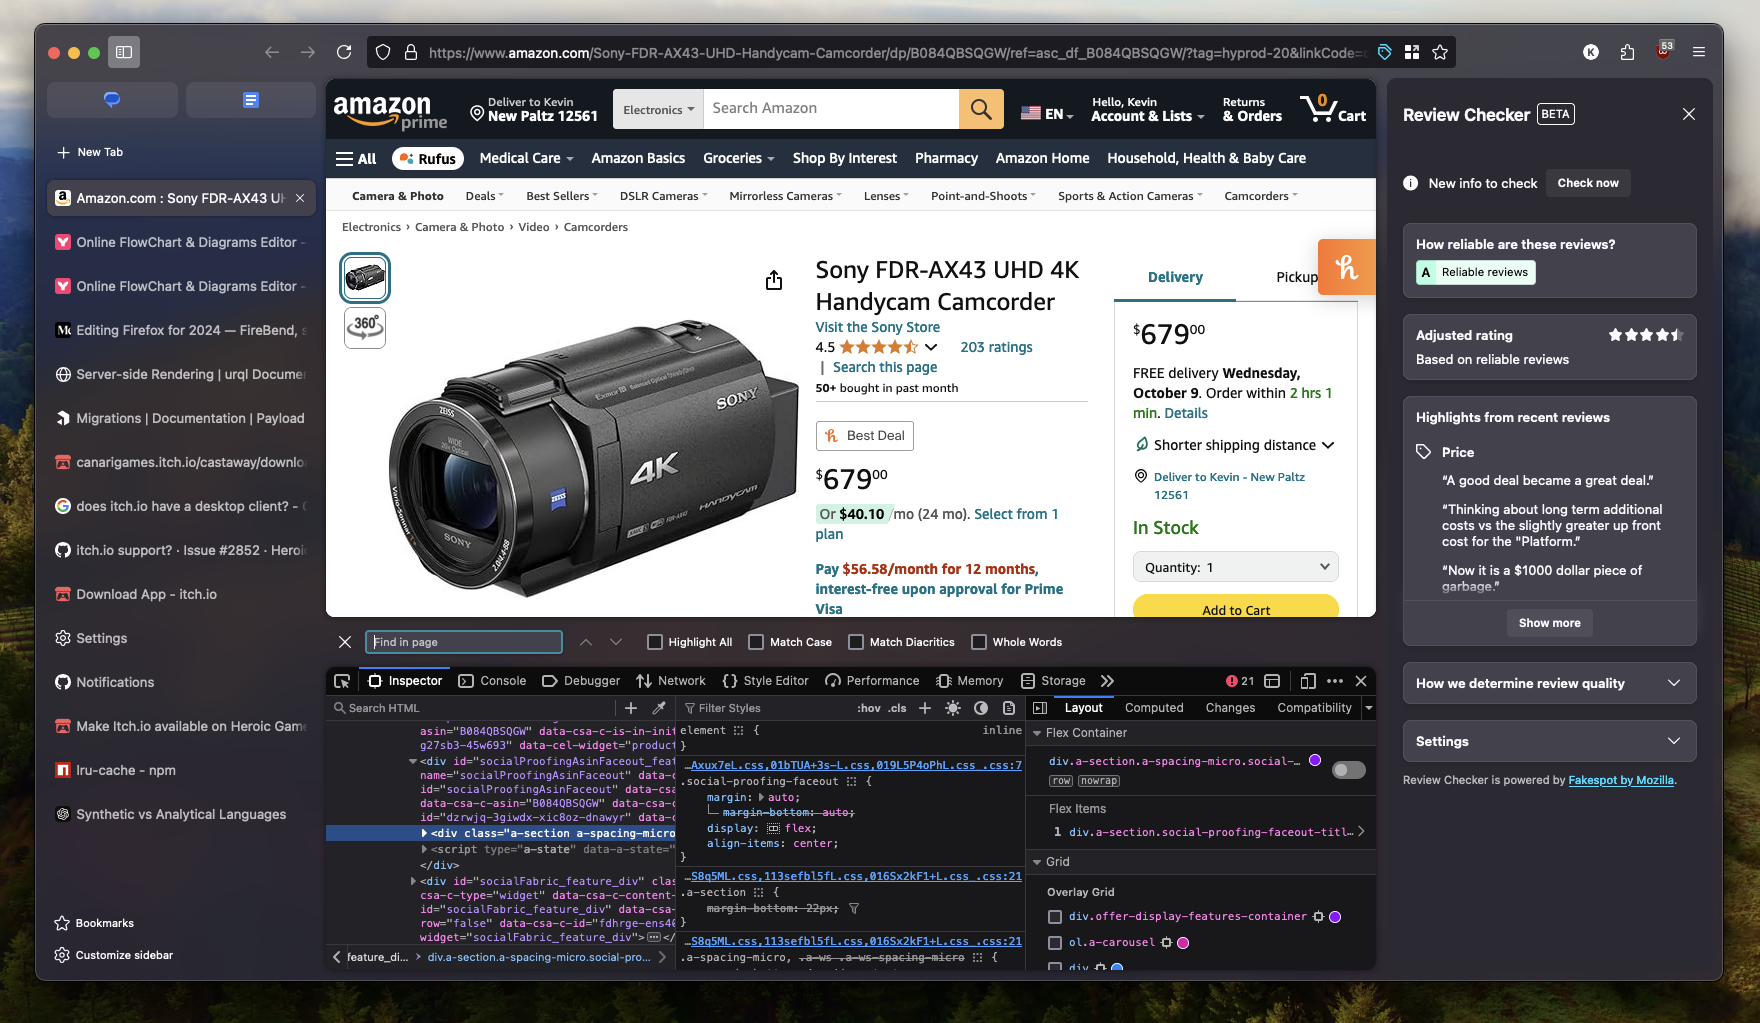 https://www.amazon.com/Sony-FDR-AX43-UHD-Handycam-Camcorder/dp/B084QBSQGW/ref=asc_df_B084QBSQGW/?tag=hyprod-20&linkCode=
K
53
New Tab
Amazon.com : Sony FDR-AX43 UH
Online FlowChart & Diagrams Editor -
Online FlowChart & Diagrams Editor -
Editing Firefox for 2024 — FireBend, s
Server-side Rendering | urql Documen
Migrations | Documentation | Payload
canarigames.itch.io/castaway/downlo
does itch.io have a desktop client? - G
itch.io support? · Issue #2852 · Heroi
Download App - itch.io
Settings
Notifications
Make Itch.io available on Heroic Game
lru-cache - npm
Synthetic vs Analytical Languages
Bookmarks
Customize sidebar
amazon prime
Deliver to Kevin
New Paltz 12561
Electronics
Search Amazon
EN
Hello, Kevin
Account & Lists
Returns
& Orders
0
Cart
All
Rufus
Medical Care
Amazon Basics
Groceries
Shop By Interest
Pharmacy
Amazon Home
Household, Health & Baby Care
Camera & Photo
Deals
Best Sellers
DSLR Cameras
Mirrorless Cameras
Lenses
Point-and-Shoots
Sports & Action Cameras
Camcorders
Electronics › Camera & Photo › Video › Camcorders
360°
ZEISS
WIDE
SONY
SONY
4K
HANDYCAM
ZEISS
Sony FDR-AX43 UHD 4K
Handycam Camcorder
Visit the Sony Store
4.5
203 ratings
| Search this page
50+ bought in past month
Best Deal
$67900
Or $40.10 /mo (24 mo). Select from 1
plan
Pay $56.58/month for 12 months,
interest-free upon approval for Prime
Visa
Delivery
Pickup
$67900
FREE delivery Wednesday,
October 9. Order within 2 hrs 1
min. Details
Shorter shipping distance
Deliver to Kevin - New Paltz
12561
In Stock
Quantity: 1
Add to Cart
Review Checker BETA
New info to check
Check now
How reliable are these reviews?
A Reliable reviews
Adjusted rating
Based on reliable reviews
Highlights from recent reviews
Price
“A good deal became a great deal.”
“Thinking about long term additional
costs vs the slightly greater up front
cost for the "Platform.”
“Now it is a $1000 dollar piece of
garbage.”
Show more
How we determine review quality
Settings
Review Checker is powered by Fakespot by Mozilla.
Find in page
Highlight All
Match Case
Match Diacritics
Whole Words
Inspector
Console
Debugger
Network
Style Editor
Performance
Memory
Storage
21
Search HTML
asin="B084QBSQGW" data-csa-c-is-in-init
g27sb3-45w693" data-cel-widget="product
<div id="socialProofingAsinFaceout_feat
name="socialProofingAsinFaceout" data-c
id="socialProofingAsinFaceout"
data-csa-c-asin="B084QBSQGW" data-csa-c
id="dzrwjq-3giwdx-xic8oz-dnawyr" data-c
<div class="a-section a-spacing-micro
<script type="a-state" data-a-state="
</div>
<div id="socialFabric_feature_div" clas
csa-c-type="widget" data-csa-c-content-
id="socialFabric_feature_div" data-csa-
row="false" data-csa-c-id="fdhrge-ens40
widget="socialFabric_feature_div">
feature_di...
div.a-section.a-spacing-micro.social-pro...
Filter Styles
:hov .cls
element { inline
}
…Axux7eL.css,01bTUA+3s-L.css,019L5P4oPhL.css .css:7
.social-proofing-faceout {
margin: auto;
margin-bottom: auto;
display: flex;
align-items: center;
}
…S8q5ML.css,113sefbl5fL.css,016Sx2kF1+L.css .css:21
.a-section {
margin-bottom: 22px;
}
…S8q5ML.css,113sefbl5fL.css,016Sx2kF1+L.css .css:21
.a-spacing-micro, .a-ws .a-ws-spacing-micro {
Layout
Computed
Changes
Compatibility
Flex Container
div.a-section.a-spacing-micro.social-…
row nowrap
Flex Items
1 div.a-section.social-proofing-faceout-titl…
Grid
Overlay Grid
div.offer-display-features-container
ol.a-carousel
div